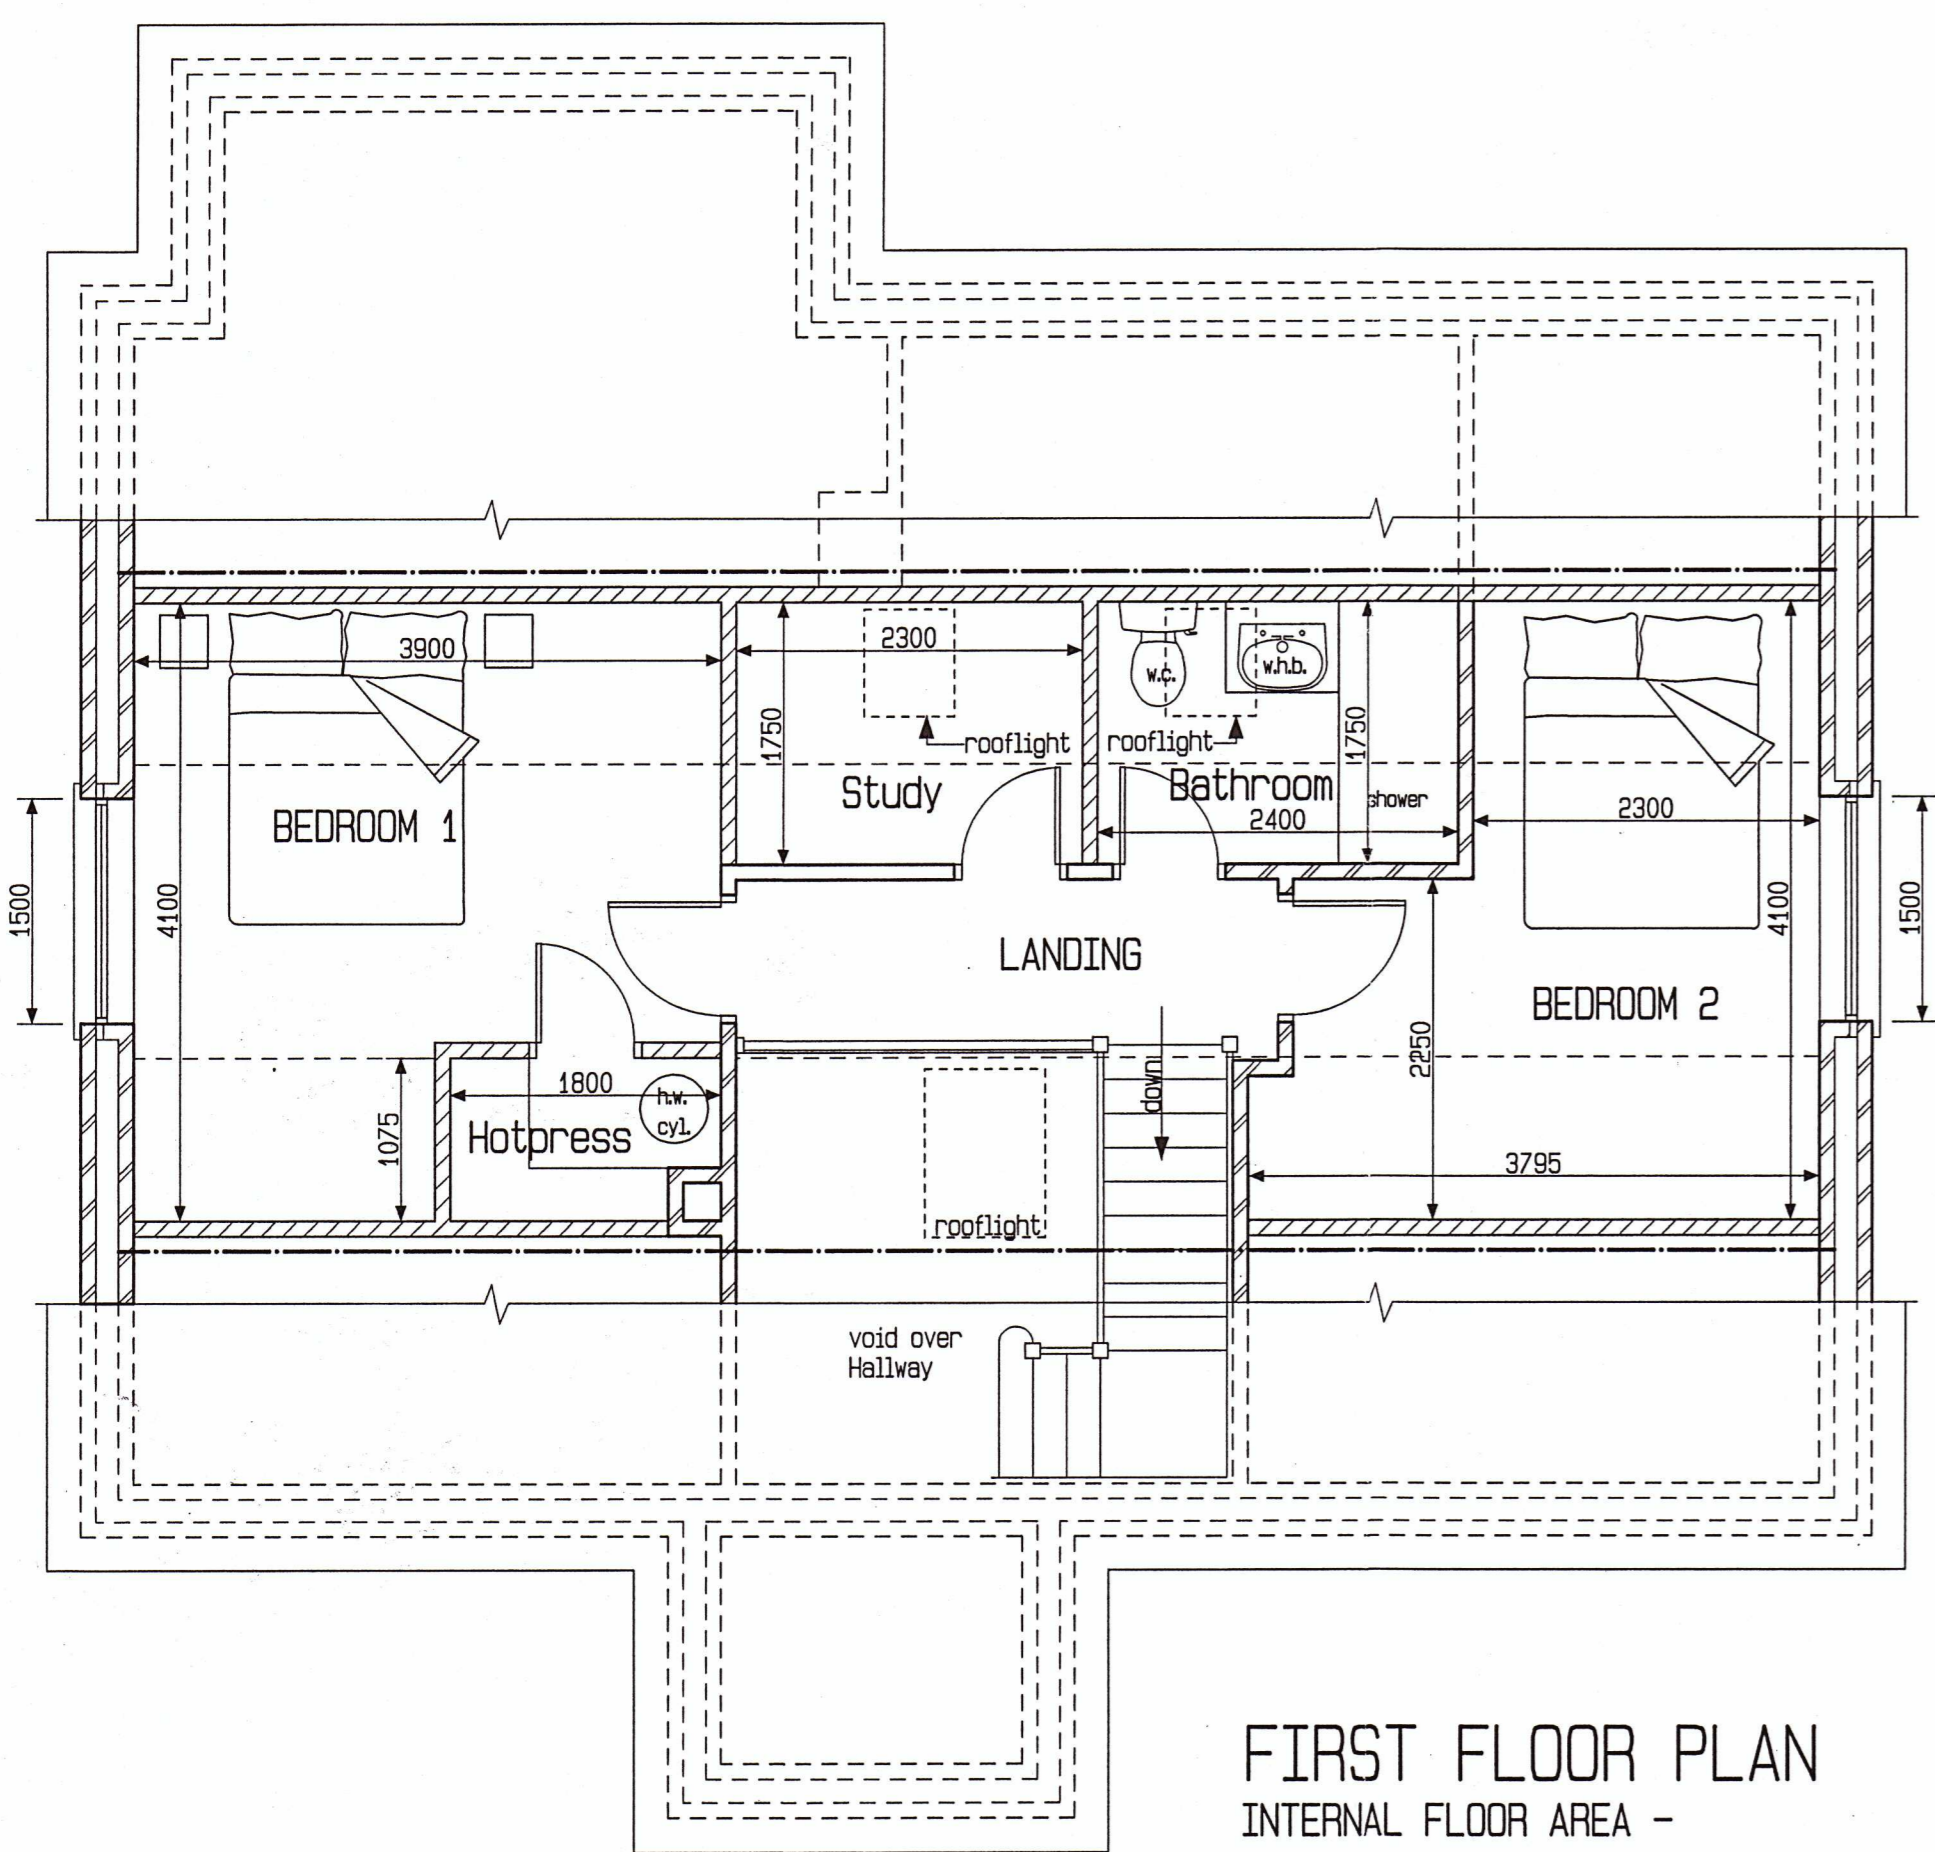 3900
2300
1750
rooflight
Study
w.c.
w.h.b.
rooflight
1750
Bathroom
shower
2400
2300
BEDROOM 1
1500
4100
LANDING
4100
1500
BEDROOM 2
2250
down
1800
h.w.
cyl.
1075
Hotpress
3795
rooflight
void over
Hallway
FIRST FLOOR PLAN
INTERNAL FLOOR AREA -